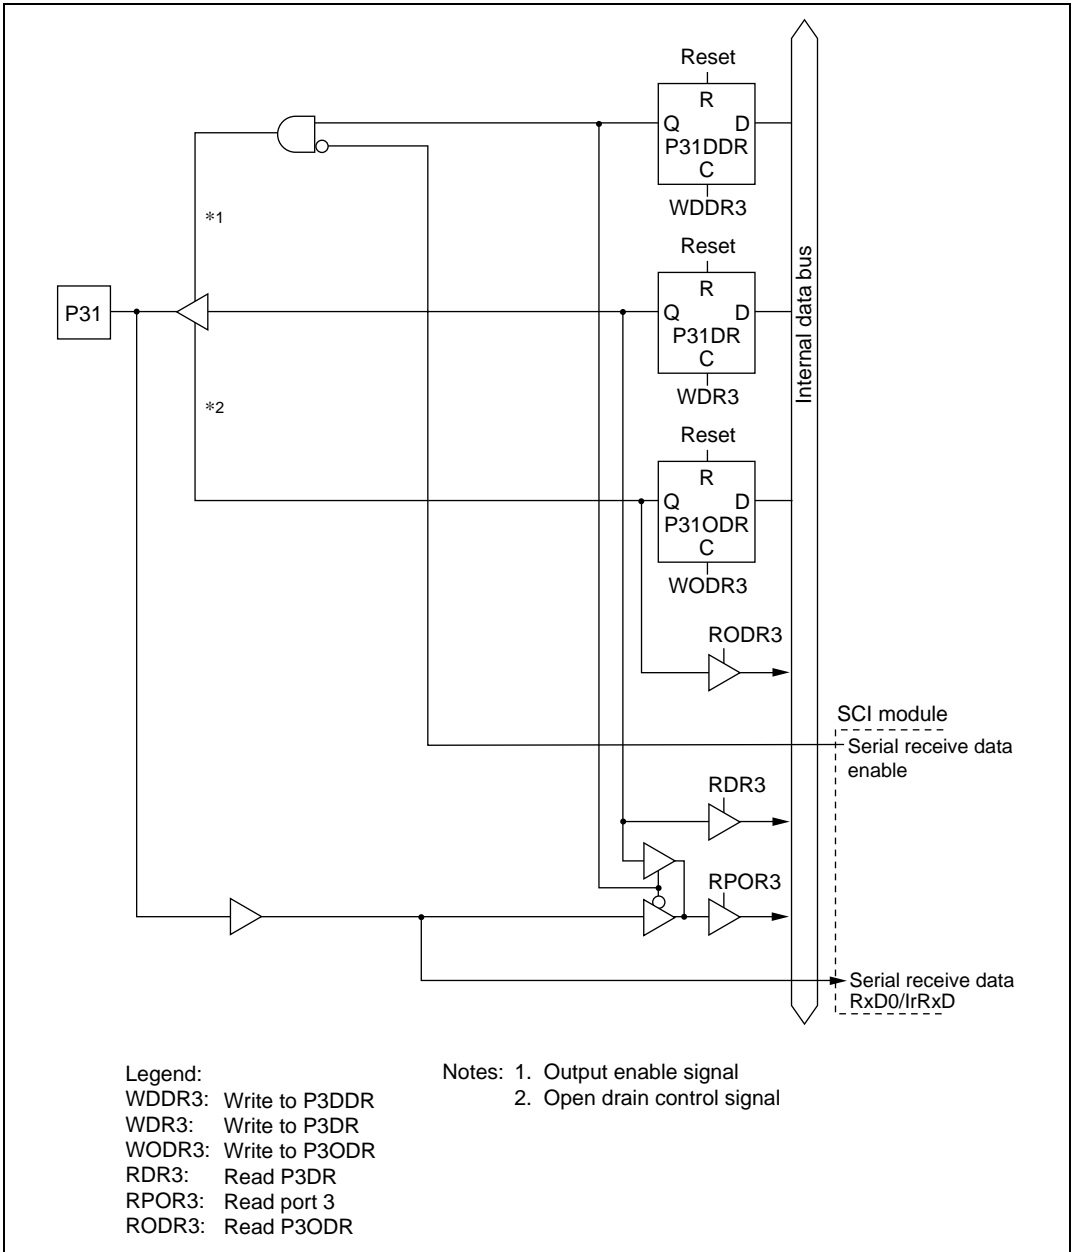 Reset
R
Q D
P31DDR
C
WDDR3
*1
Reset
R
Q D
P31DR
C
WDR3
P31
Internal data bus
*2
Reset
R
Q D
P31ODR
C
WODR3
RODR3
SCI module
Serial receive data
enable
RDR3
RPOR3
Serial receive data
RxD0/IrRxD
Legend:
WDDR3: Write to P3DDR
WDR3: Write to P3DR
WODR3: Write to P3ODR
RDR3: Read P3DR
RPOR3: Read port 3
RODR3: Read P3ODR
Notes: 1. Output enable signal
2. Open drain control signal